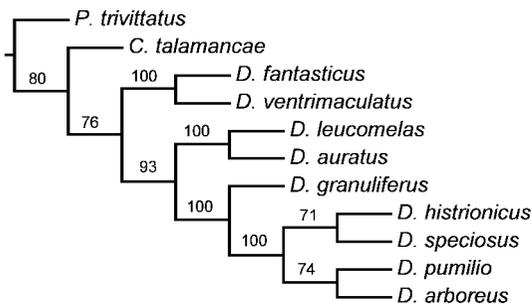 P. trivittatus
C. talamancae
80
100 D. fantasticus
D. ventrimaculatus
76
100 D. leucomelas
D. auratus
93
D. granuliferus
100
71 D. histrionicus
D. speciosus
100
74 D. pumilio
D. arboreus